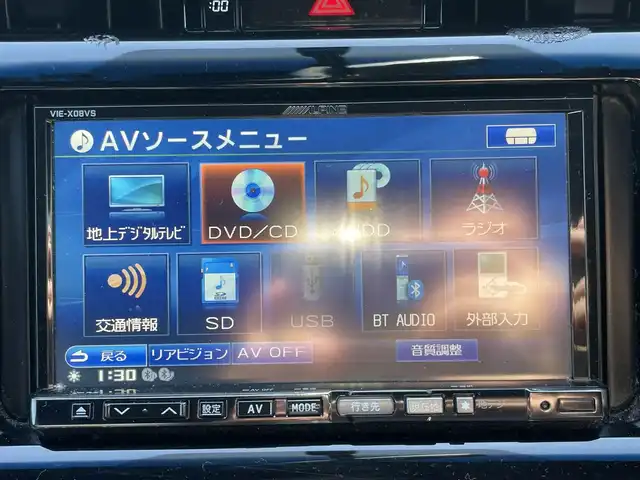 :00
VIE-X08VS
ALPINE
AVソースメニュー
地上デジタルテレビ
DVD/CD
HDD
ラジオ
交通情報
SD
USB
BT AUDIO
外部入力
戻る
リアビジョン
AV OFF
音質調整
1:30
設定
AV
MODE
行き先